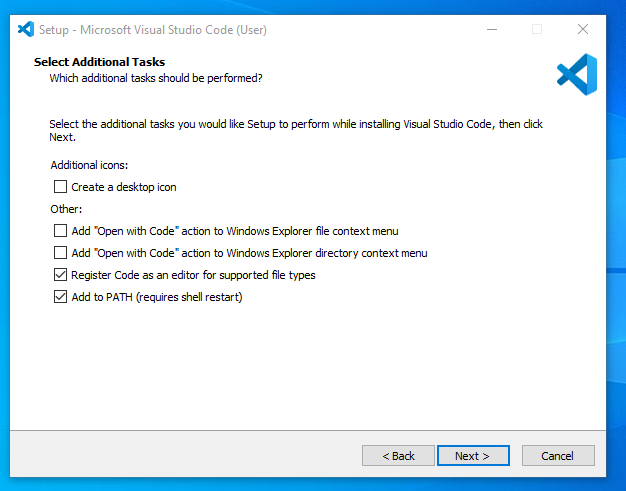 Setup - Microsoft Visual Studio Code (User)
Select Additional Tasks
Which additional tasks should be performed?
Select the additional tasks you would like Setup to perform while installing Visual Studio Code, then click
Next.
Additional icons:
Create a desktop icon
Other:
Add "Open with Code" action to Windows Explorer file context menu
Add "Open with Code" action to Windows Explorer directory context menu
Register Code as an editor for supported file types
Add to PATH (requires shell restart)
< Back Next > Cancel